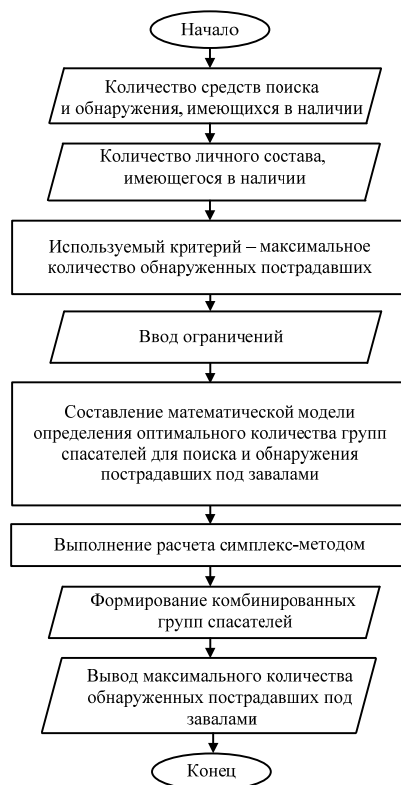 Начало
Количество средств поиска
и обнаружения, имеющихся в наличии
Количество личного состава,
имеющегося в наличии
Используемый критерий – максимальное
количество обнаруженных пострадавших
Ввод ограничений
Составление математической модели
определения оптимального количества групп
спасателей для поиска и обнаружения
пострадавших под завалами
Выполнение расчета симплекс-методом
Формирование комбинированных
групп спасателей
Вывод максимального количества
обнаруженных пострадавших под
завалами
Конец